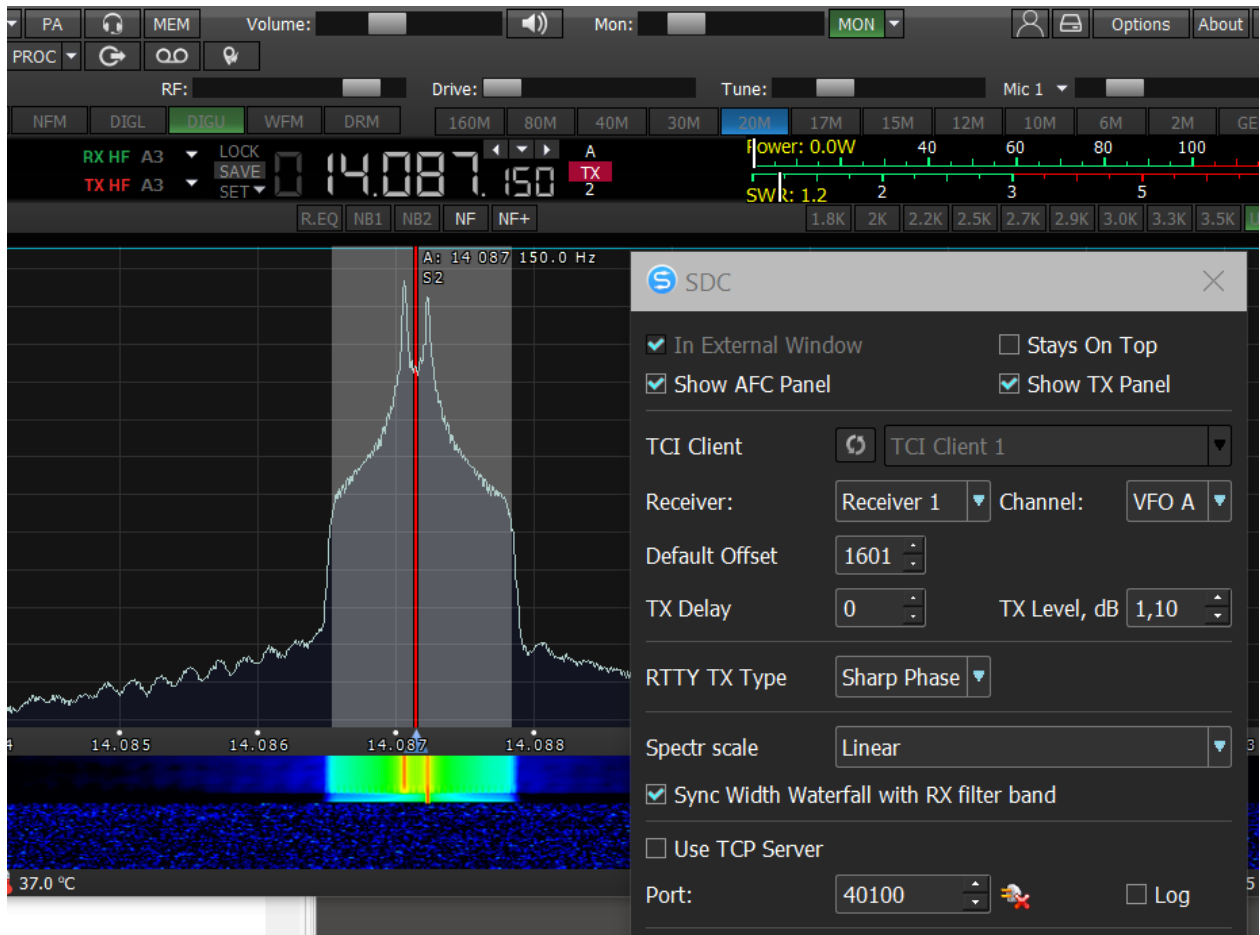 PA MEM Volume: Mon: MON Options About
PROC
RF: Drive: Tune: Mic 1
NFM DIGL DIGU WFM DRM 160M 80M 40M 30M 20M 17M 15M 12M 10M 6M 2M GE
RX HF A3 LOCK
TX HF A3 SAVE
SET
014.087.150
A
TX
2
Power: 0.0W 40 60 80 100
SWR: 1.2 2 3 5
R.EQ NB1 NB2 NF NF+ 1.8K 2K 2.2K 2.5K 2.7K 2.9K 3.0K 3.3K 3.5K
A: 14 087 150.0 Hz
S2
SDC
In External Window Stays On Top
Show AFC Panel Show TX Panel
TCI Client TCI Client 1
Receiver: Receiver 1 Channel: VFO A
Default Offset 1601
TX Delay 0 TX Level, dB 1,10
RTTY TX Type Sharp Phase
14.085 14.086 14.087 14.088
Spectr scale Linear
Sync Width Waterfall with RX filter band
Use TCP Server
37.0 °C
Port: 40100 Log